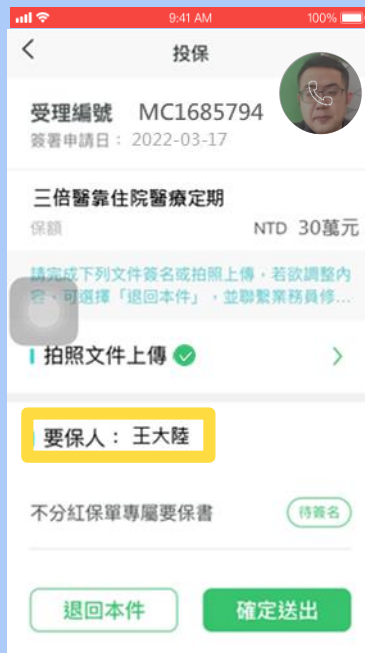 9:41 AM
100%
投保
受理編號 MC1685794
簽署申請日： 2022-03-17
三倍醫靠住院醫療定期
保額 NTD 30萬元
請完成下列文件簽名或拍照上傳，若欲調整內
容，可選擇「退回本件」，並聯繫業務員修...
拍照文件上傳
要保人： 王大陸
不分紅保單專屬要保書 待簽名
退回本件 確定送出